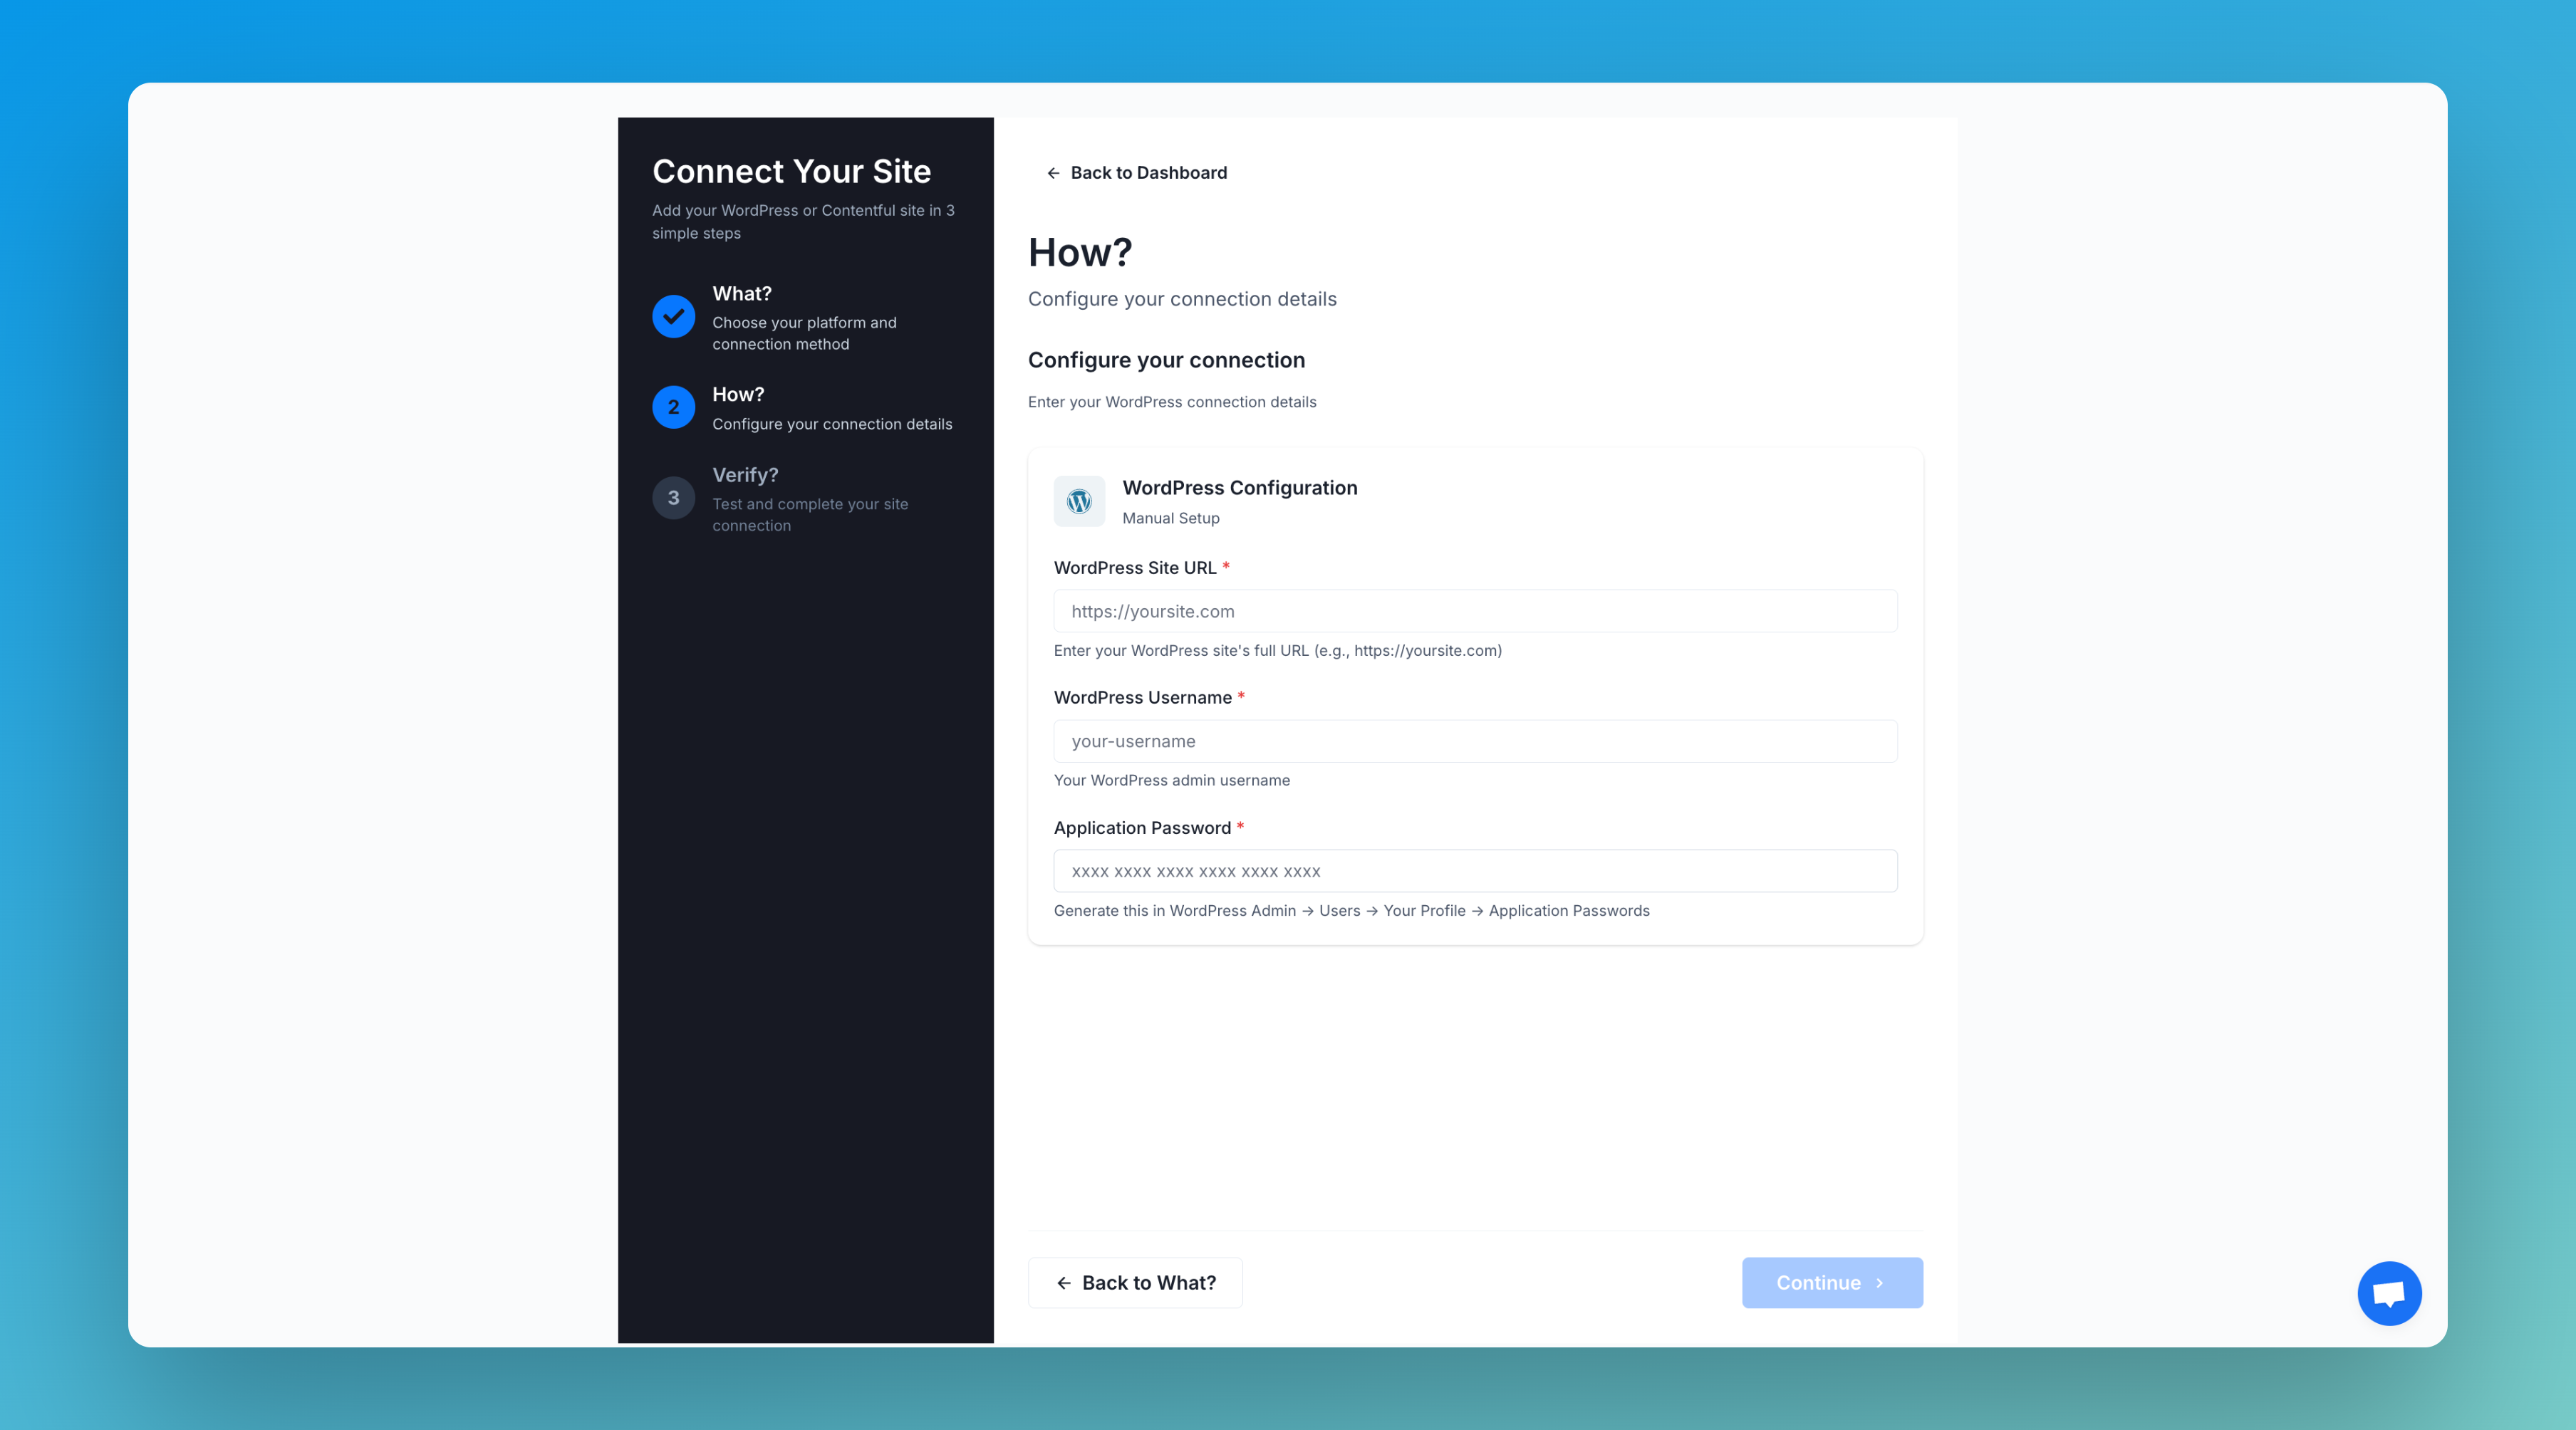 Connect Your Site
Add your WordPress or Contentful site in 3
simple steps
What?
Choose your platform and
connection method
2
How?
Configure your connection details
3
Verify?
Test and complete your site
connection
← Back to Dashboard
How?
Configure your connection details
Configure your connection
Enter your WordPress connection details
WordPress Configuration
Manual Setup
WordPress Site URL *
https://yoursite.com
Enter your WordPress site's full URL (e.g., https://yoursite.com)
WordPress Username *
your-username
Your WordPress admin username
Application Password *
xxxx xxxx xxxx xxxx xxxx xxxx
Generate this in WordPress Admin → Users → Your Profile → Application Passwords
← Back to What?
Continue >